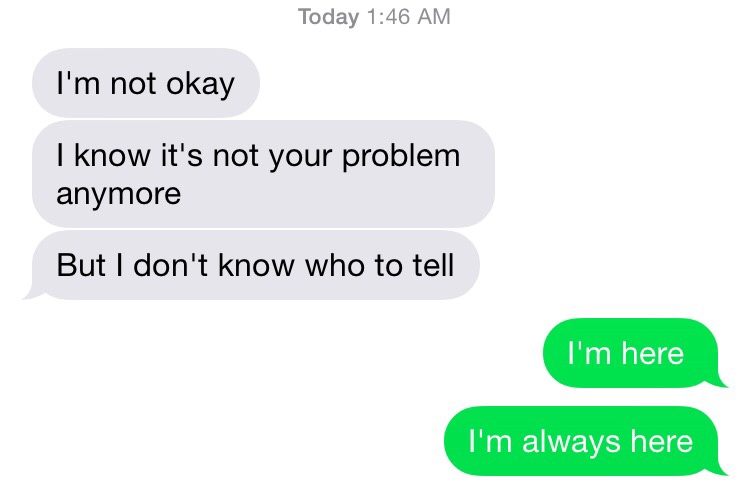 Today 1:46 AM
I'm not okay
I know it's not your problem
anymore
But I don't know who to tell
I'm here
I'm always here